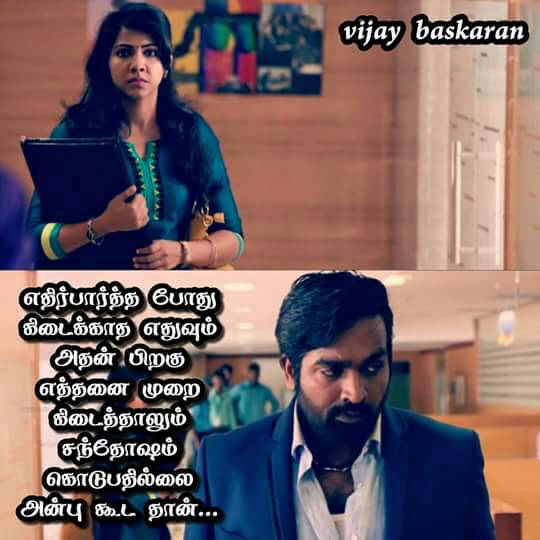 vijay baskaran
எதிர்பார்த்த போது
கிடைக்காத எதுவும்
அதன் பிறகு
எத்தனை முறை
கிடைத்தாலும்
சந்தோஷம்
கொடுபதில்லை
அன்பு கூட தான்...